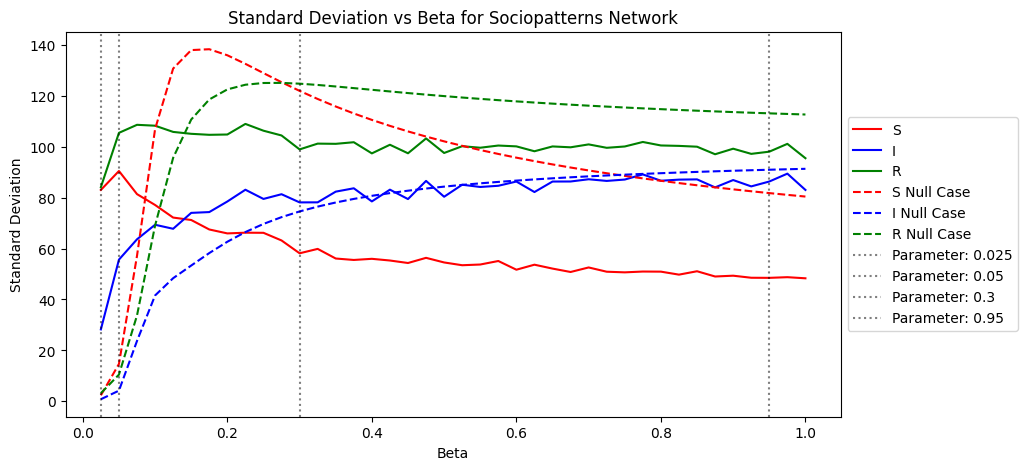 Standard Deviation vs Beta for Sociopatterns Network
Standard Deviation
140
120
100
80
60
40
20
0
0.0
0.2
0.4
0.6
0.8
1.0
Beta
S
I
R
S Null Case
I Null Case
R Null Case
Parameter: 0.025
Parameter: 0.05
Parameter: 0.3
Parameter: 0.95